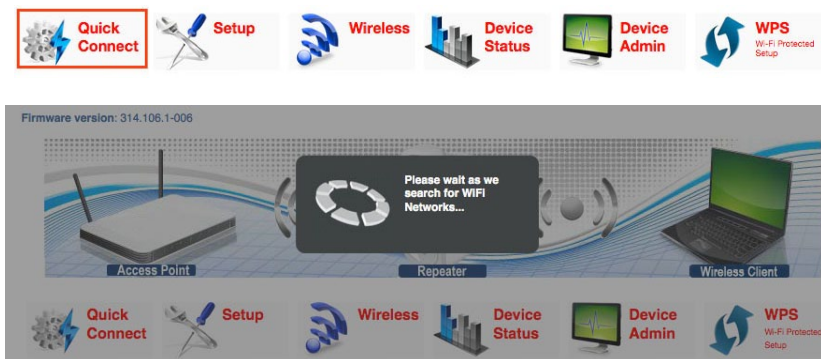 Quick
Connect
Setup
Wireless
Device
Status
Device
Admin
WPS
Wi-Fi Protected
Setup
Firmware version: 314.106.1-006
Please wait as we
search for WiFi
Networks...
Access Point
Repeater
Wireless Client
Quick
Connect
Setup
Wireless
Device
Status
Device
Admin
WPS
Wi-Fi Protected
Setup